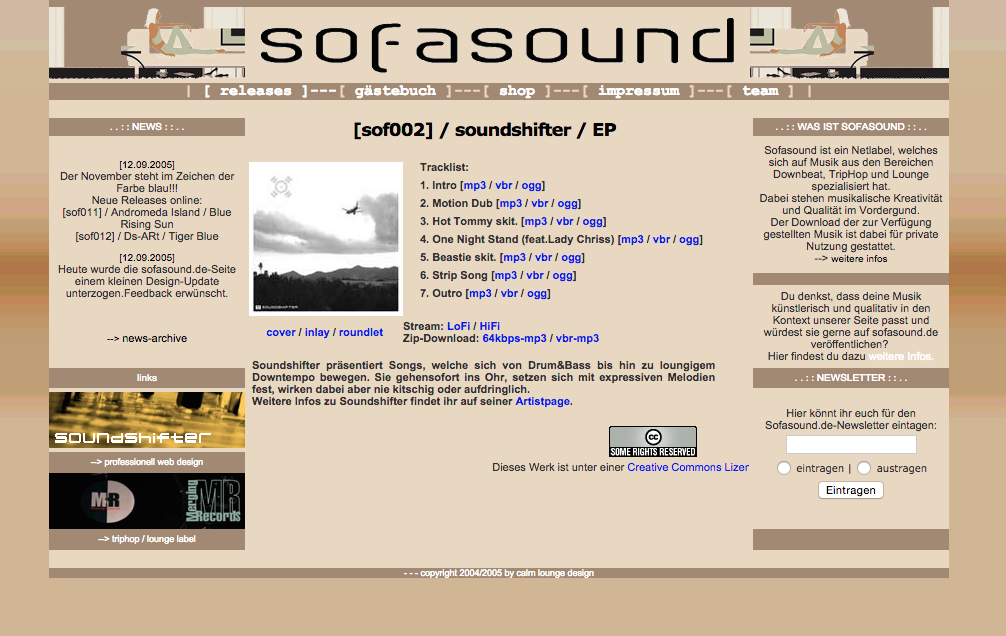 sofasound
| [ releases ]---[ gästebuch ]---[ shop ]---[ impressum ]---[ team ] |
. . : : NEWS : : . .
[12.09.2005]
Der November steht im Zeichen der
Farbe blau!!!
Neue Releases online:
[sof011] / Andromeda Island / Blue
Rising Sun
[sof012] / Ds-ARt / Tiger Blue
[12.09.2005]
Heute wurde die sofasound.de-Seite
einem kleinen Design-Update
unterzogen.Feedback erwünscht.
--> news-archive
links
soundshifter
--> professionell web design
M-R
MR
Merging
Records
--> triphop / lounge label
[sof002] / soundshifter / EP
SOUNDSHIFTER
cover / inlay / roundlet
Tracklist:
1. Intro [mp3 / vbr / ogg]
2. Motion Dub [mp3 / vbr / ogg]
3. Hot Tommy skit. [mp3 / vbr / ogg]
4. One Night Stand (feat.Lady Chriss) [mp3 / vbr / ogg]
5. Beastie skit. [mp3 / vbr / ogg]
6. Strip Song [mp3 / vbr / ogg]
7. Outro [mp3 / vbr / ogg]
Stream: LoFi / HiFi
Zip-Download: 64kbps-mp3 / vbr-mp3
Soundshifter präsentiert Songs, welche sich von Drum&Bass bis hin zu loungigem
Downtempo bewegen. Sie gehensofort ins Ohr, setzen sich mit expressiven Melodien
fest, wirken dabei aber nie kitschig oder aufdringlich.
Weitere Infos zu Soundshifter findet ihr auf seiner Artistpage.
cc
SOME RIGHTS RESERVED
Dieses Werk ist unter einer Creative Commons Lizer
. . : : WAS IST SOFASOUND : : . .
Sofasound ist ein Netlabel, welches
sich auf Musik aus den Bereichen
Downbeat, TripHop und Lounge
spezialisiert hat.
Dabei stehen musikalische Kreativität
und Qualität im Vordergund.
Der Download der zur Verfügung
gestellten Musik ist dabei für private
Nutzung gestattet.
--> weitere infos
Du denkst, dass deine Musik
künstlerisch und qualitativ in den
Kontext unserer Seite passt und
würdest sie gerne auf sofasound.de
veröffentlichen?
Hier findest du dazu weitere Infos.
. . : : NEWSLETTER : : . .
Hier könnt ihr euch für den
Sofasound.de-Newsletter eintagen:
eintragen | austragen
Eintragen
- - - copyright 2004/2005 by calm lounge design